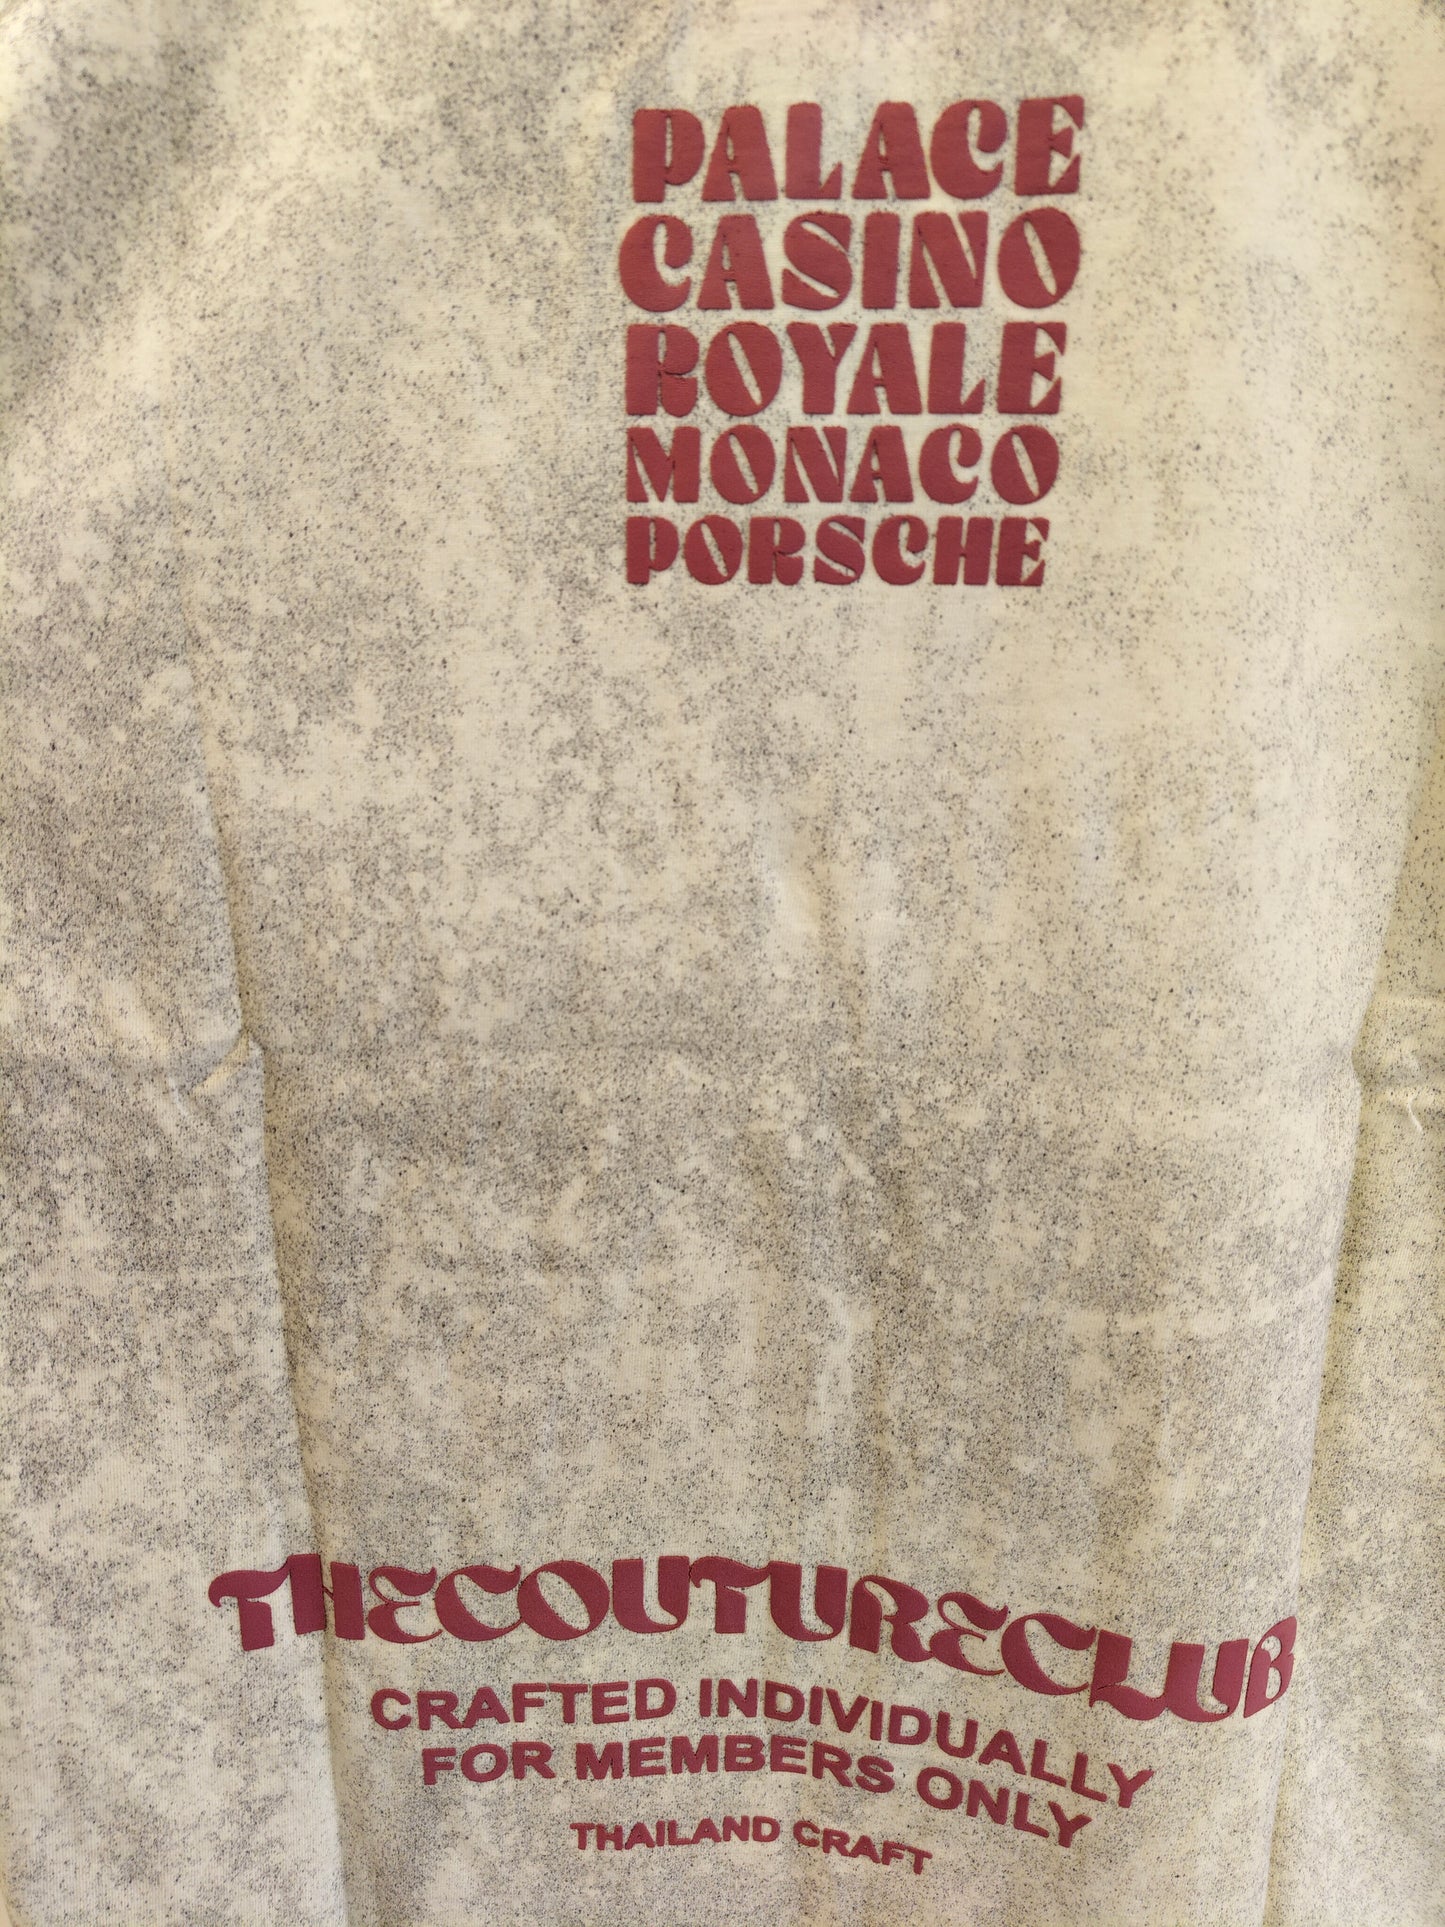 PALACE
CASINO
ROYALE
MONACO
PORSCHE
THECOUTURECLUB
CRAFTED INDIVIDUALLY
FOR MEMBERS ONLY
THAILAND CRAFT